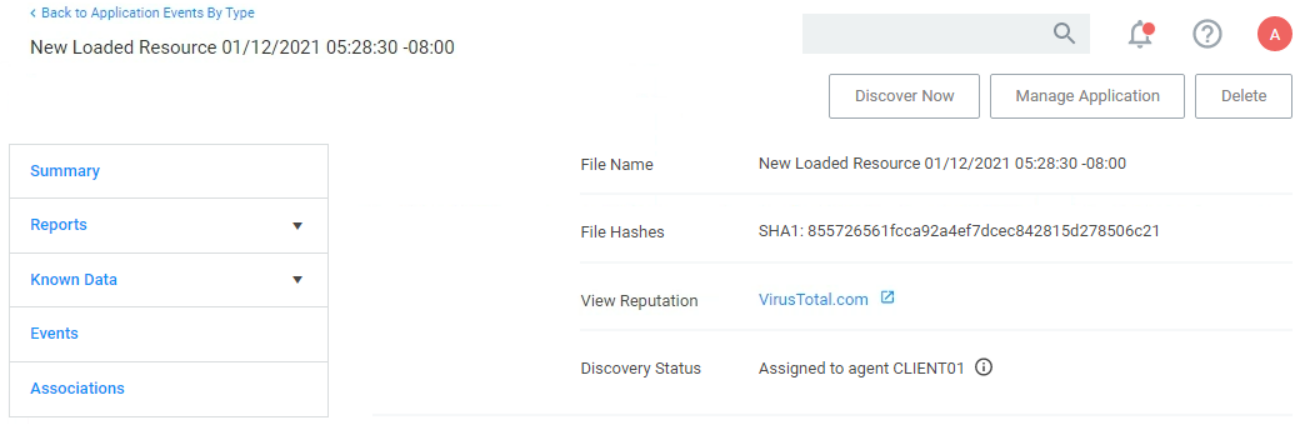 ‹ Back to Application Events By Type
New Loaded Resource 01/12/2021 05:28:30 -08:00
A
Discover Now
Manage Application
Delete
Summary
Reports
Known Data
Events
Associations
File Name New Loaded Resource 01/12/2021 05:28:30 -08:00
File Hashes SHA1: 855726561fcca92a4ef7dcec842815d278506c21
View Reputation VirusTotal.com
Discovery Status Assigned to agent CLIENT01